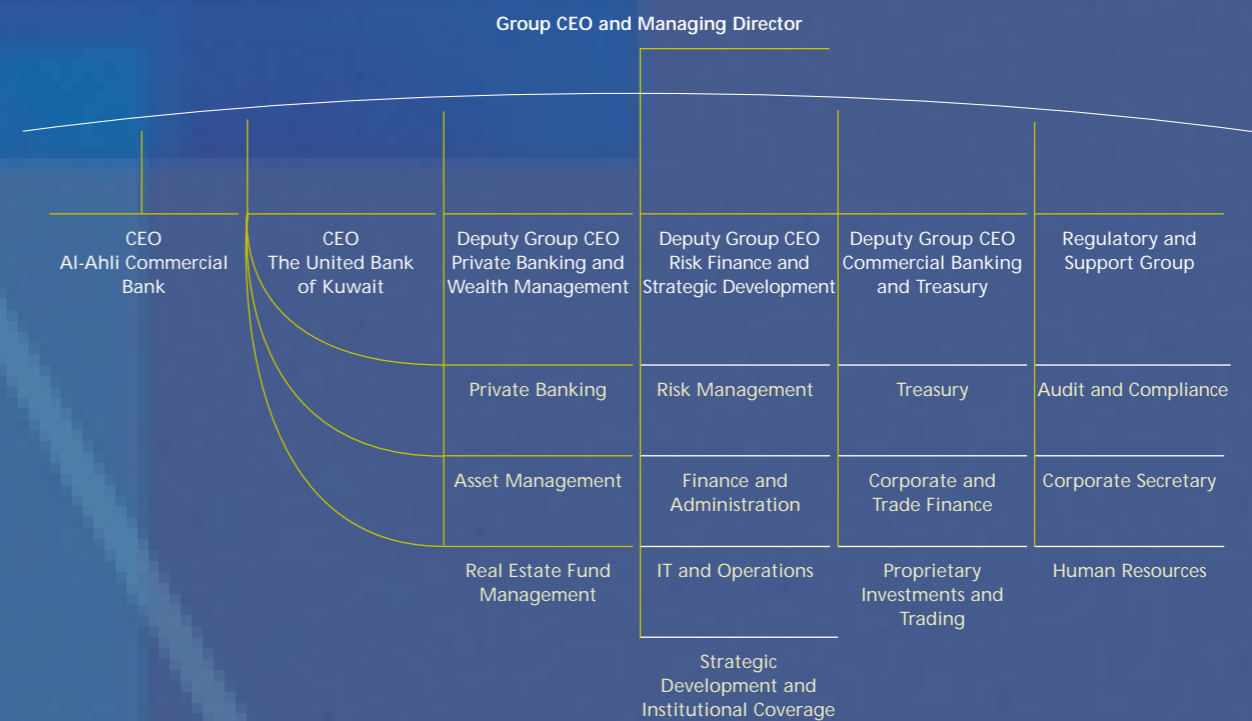 Group CEO and Managing Director
CEO
Al-Ahli Commercial
Bank
CEO
The United Bank
of Kuwait
Deputy Group CEO
Private Banking and
Wealth Management
Deputy Group CEO
Risk Finance and
Strategic Development
Deputy Group CEO
Commercial Banking
and Treasury
Regulatory and
Support Group
Private Banking
Risk Management
Treasury
Audit and Compliance
Asset Management
Finance and
Administration
Corporate and
Trade Finance
Corporate Secretary
Real Estate Fund
Management
IT and Operations
Proprietary
Investments and
Trading
Human Resources
Strategic
Development and
Institutional Coverage